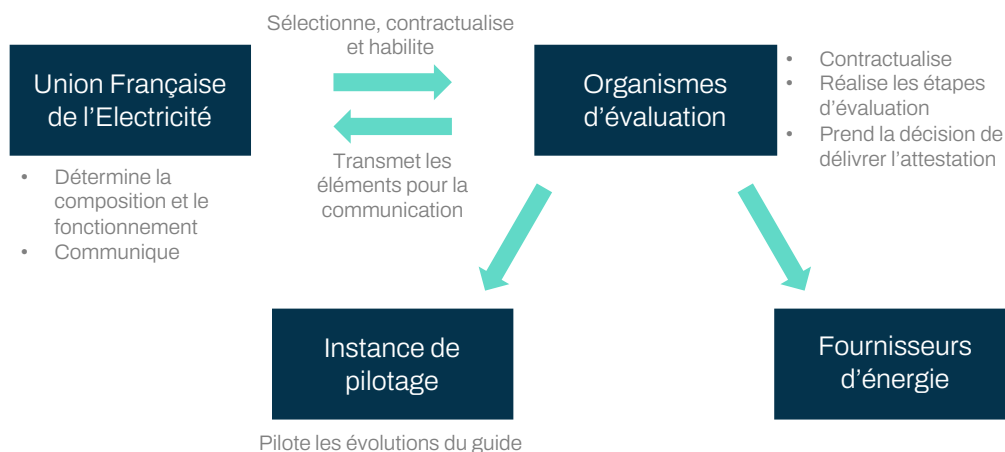 Sélectionne, contractualise
et habilite
Union Française
de l'Electricité
Organismes
d'évaluation
• Contractualise
• Réalise les étapes
d'évaluation
• Prend la décision de
délivrer l'attestation
Transmet les
éléments pour la
communication
• Détermine la
composition et le
fonctionnement
• Communique
Instance de
pilotage
Fournisseurs
d'énergie
Pilote les évolutions du guide